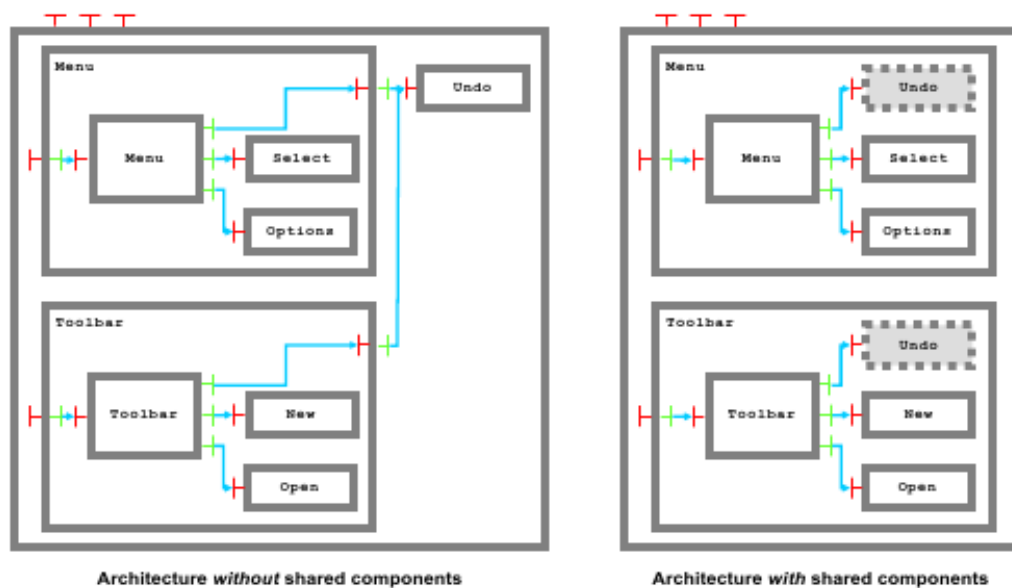 Menu
Undo
Menu
Select
Options
Toolbar
Toolbar
New
Open
Architecture without shared components
Menu
Undo
Menu
Select
Options
Toolbar
Undo
Toolbar
New
Open
Architecture with shared components